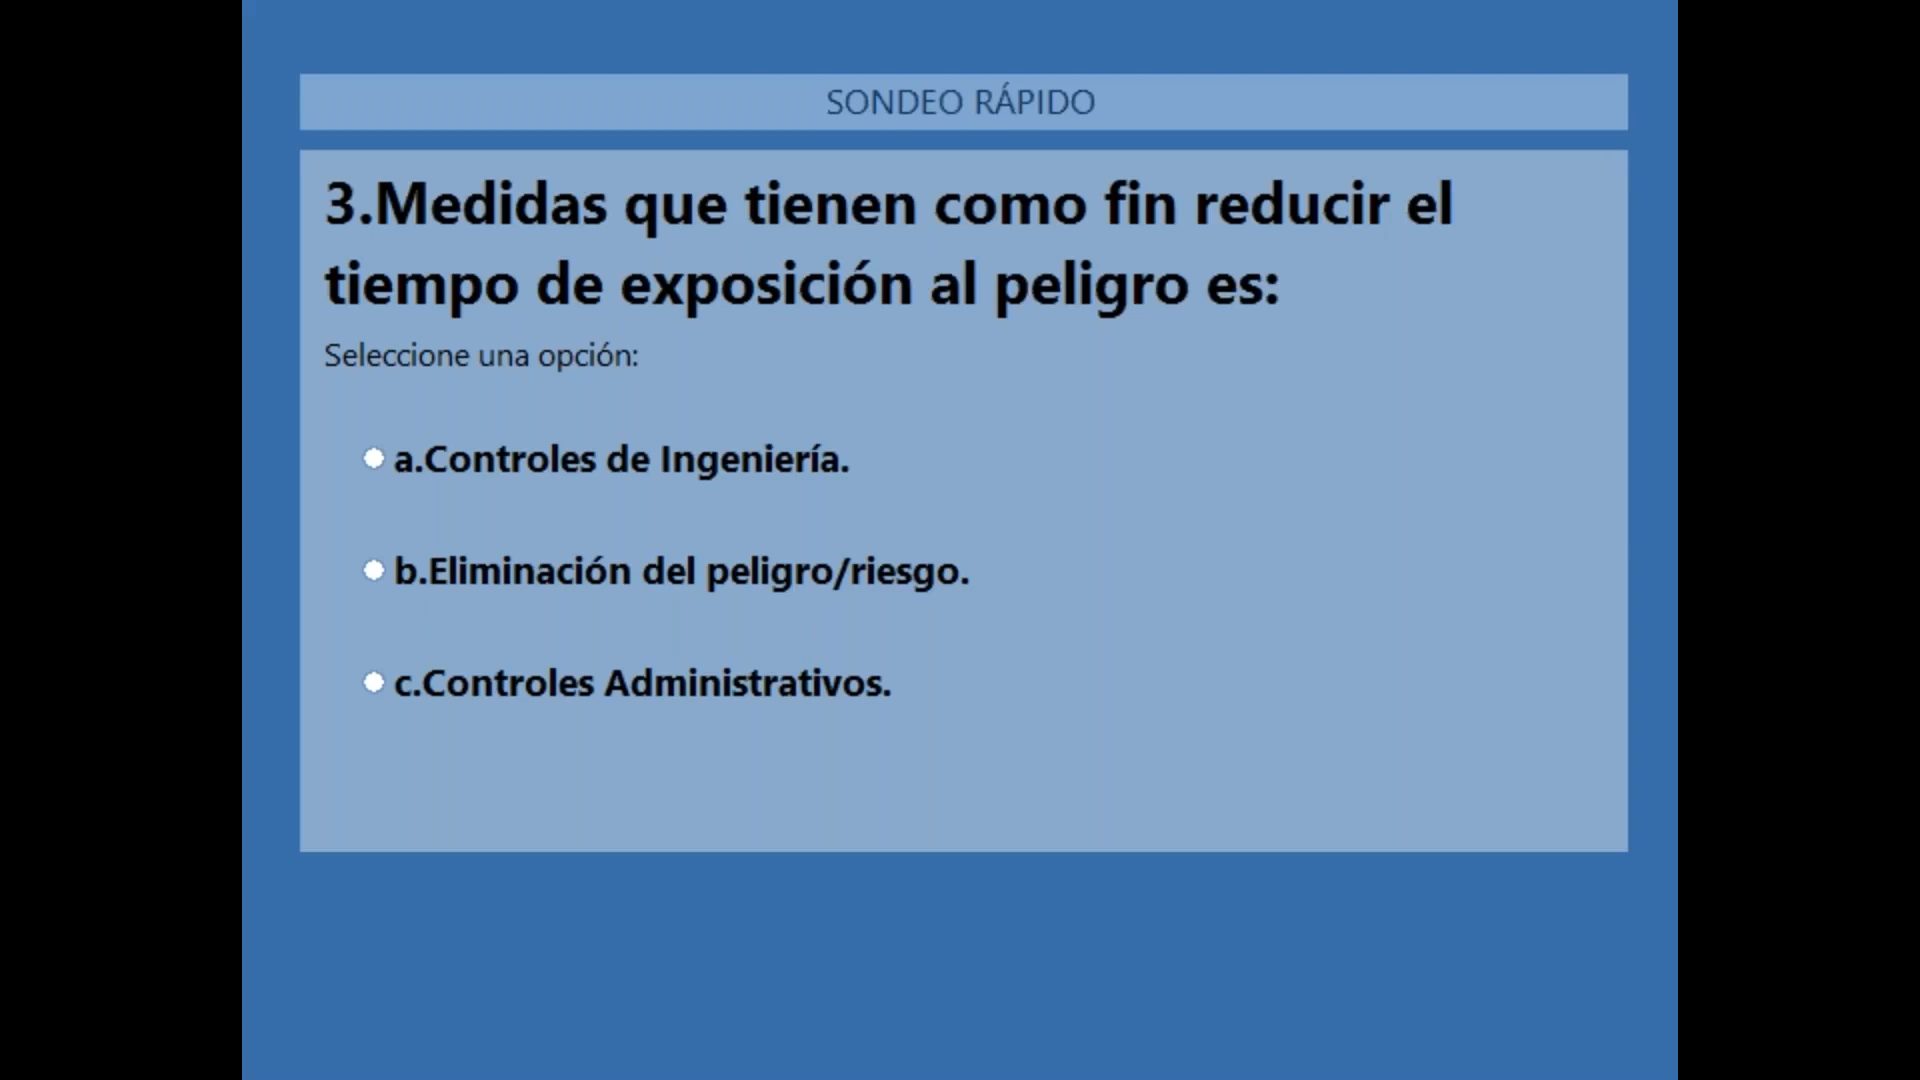 SONDEO RÁPIDO
3.Medidas que tienen como fin reducir el
tiempo de exposición al peligro es:
Seleccione una opción:
a.Controles de Ingeniería.
b.Eliminación del peligro/riesgo.
c.Controles Administrativos.